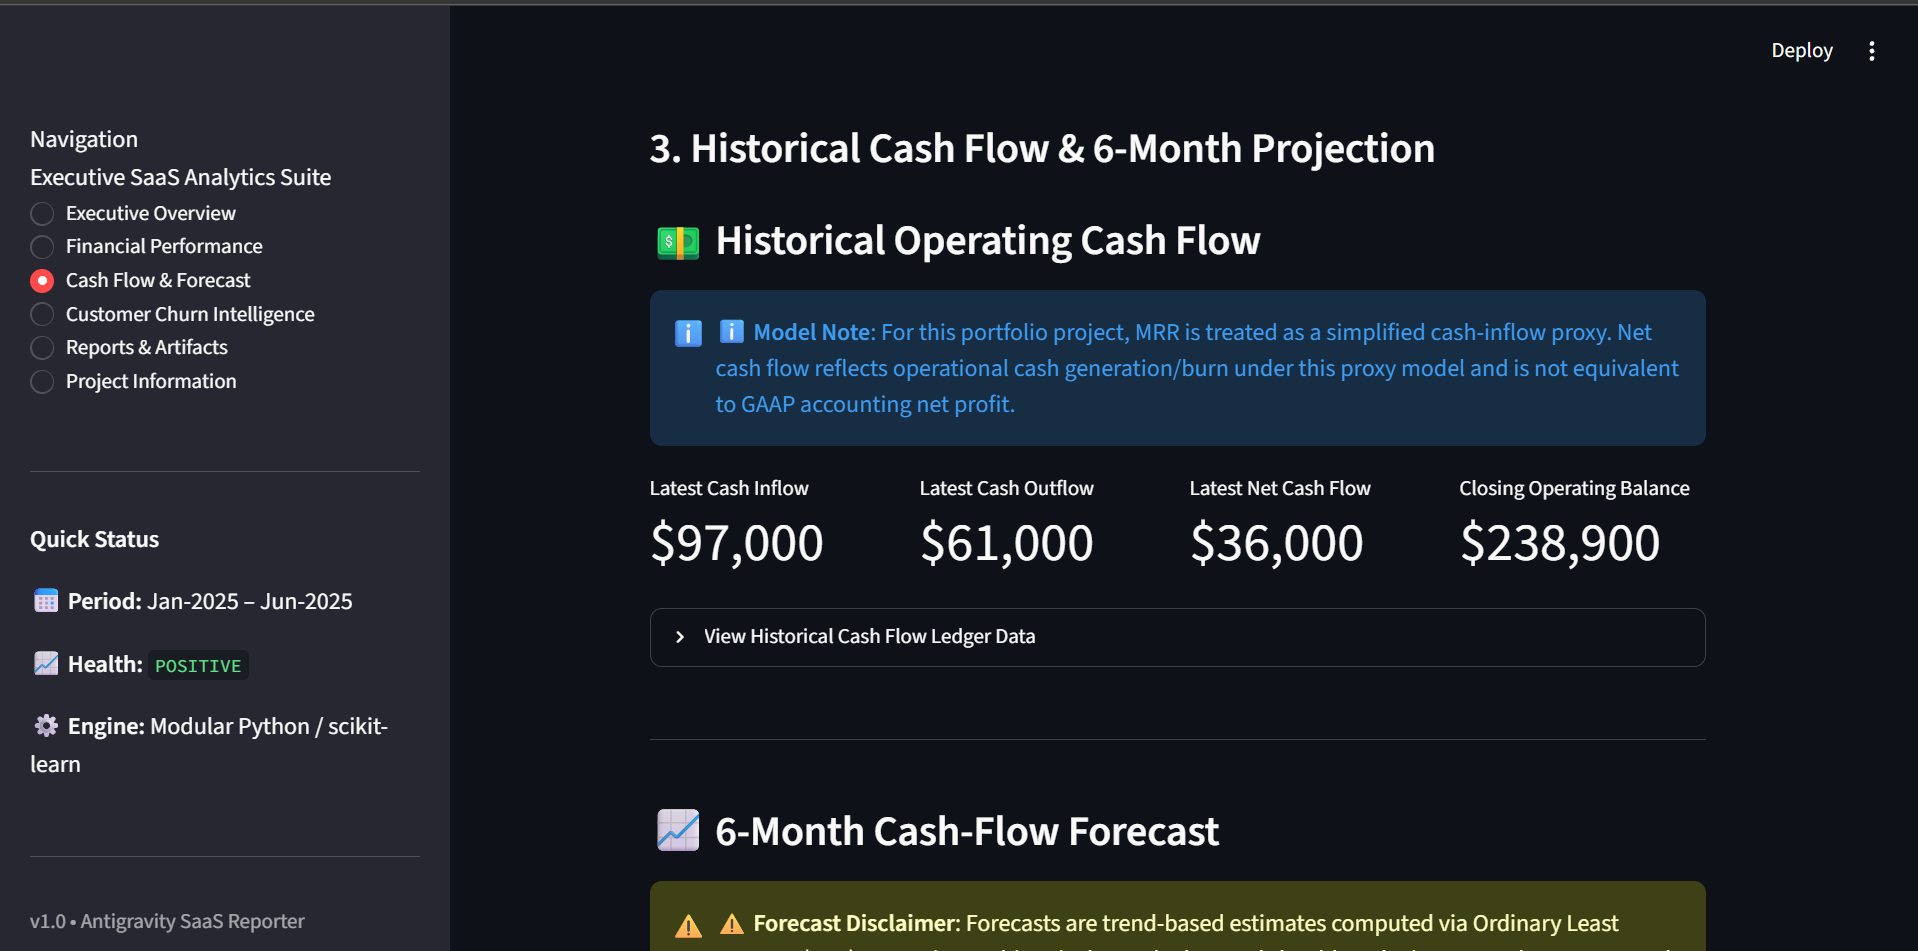 Deploy
Navigation
Executive SaaS Analytics Suite
Executive Overview
Financial Performance
Cash Flow & Forecast
Customer Churn Intelligence
Reports & Artifacts
Project Information
Quick Status
Period: Jan-2025 – Jun-2025
Health: POSITIVE
Engine: Modular Python / scikit-
learn
v1.0 • Antigravity SaaS Reporter
3. Historical Cash Flow & 6-Month Projection
Historical Operating Cash Flow
Model Note: For this portfolio project, MRR is treated as a simplified cash-inflow proxy. Net
cash flow reflects operational cash generation/burn under this proxy model and is not equivalent
to GAAP accounting net profit.
Latest Cash Inflow
$97,000
Latest Cash Outflow
$61,000
Latest Net Cash Flow
$36,000
Closing Operating Balance
$238,900
View Historical Cash Flow Ledger Data
6-Month Cash-Flow Forecast
Forecast Disclaimer: Forecasts are trend-based estimates computed via Ordinary Least